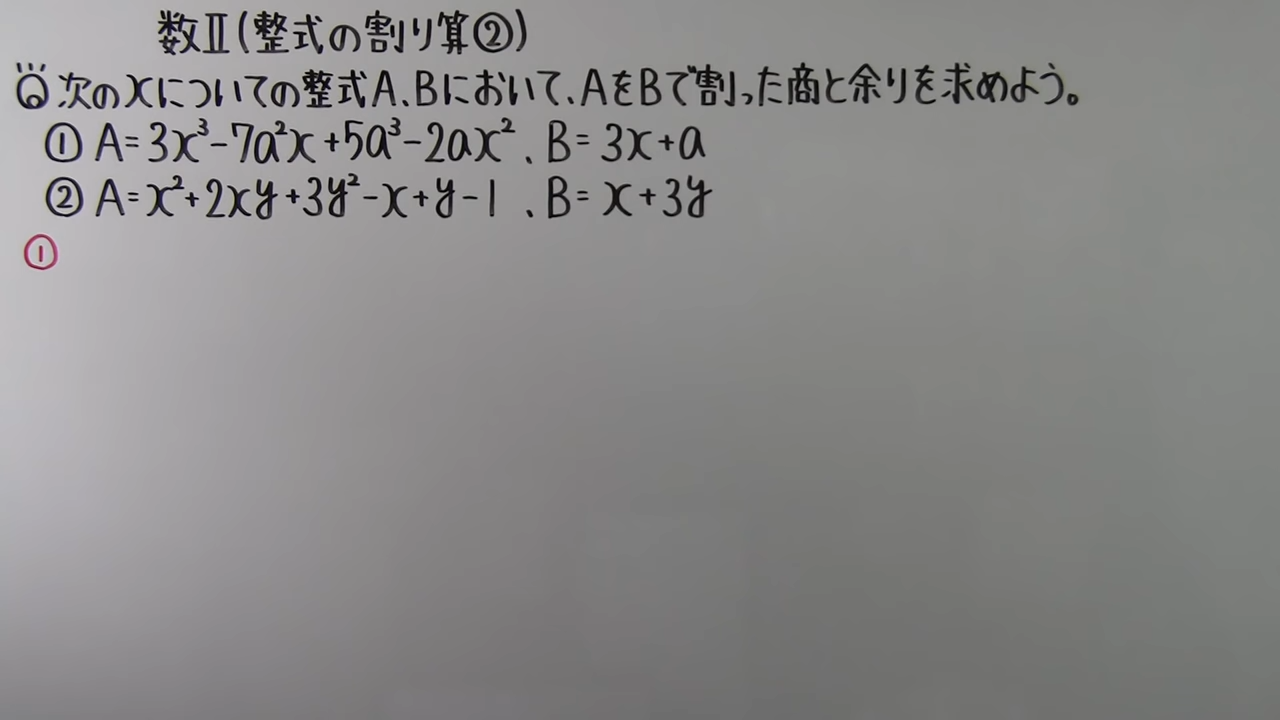 数Ⅱ(整式の割り算②)
Q 次のxについての整式A、Bにおいて、AをBで割った商と余りを求めよう。
① A=3x³-7a²x+5a³-2ax²、B=3x+a
② A=x²+2xy+3y²-x+y-1、B=x+3y
①